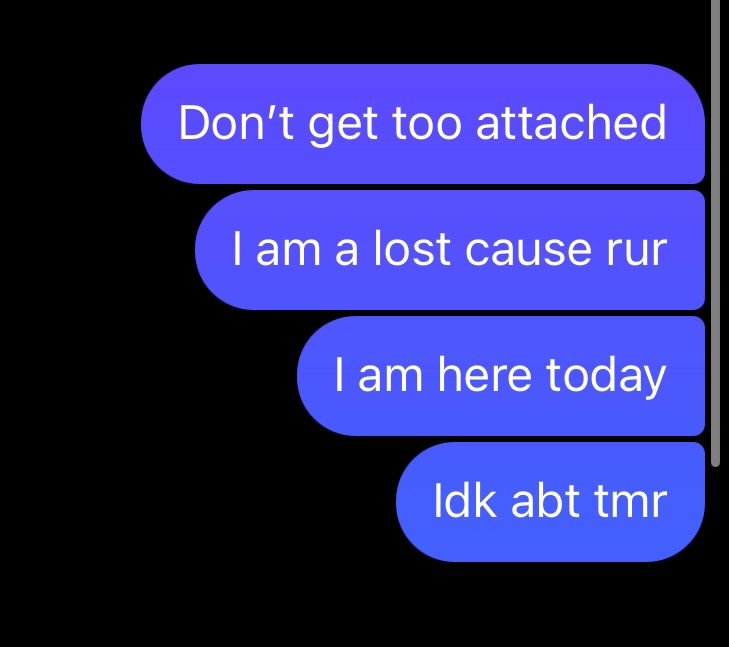 Don’t get too attached
I am a lost cause rur
I am here today
Idk abt tmr